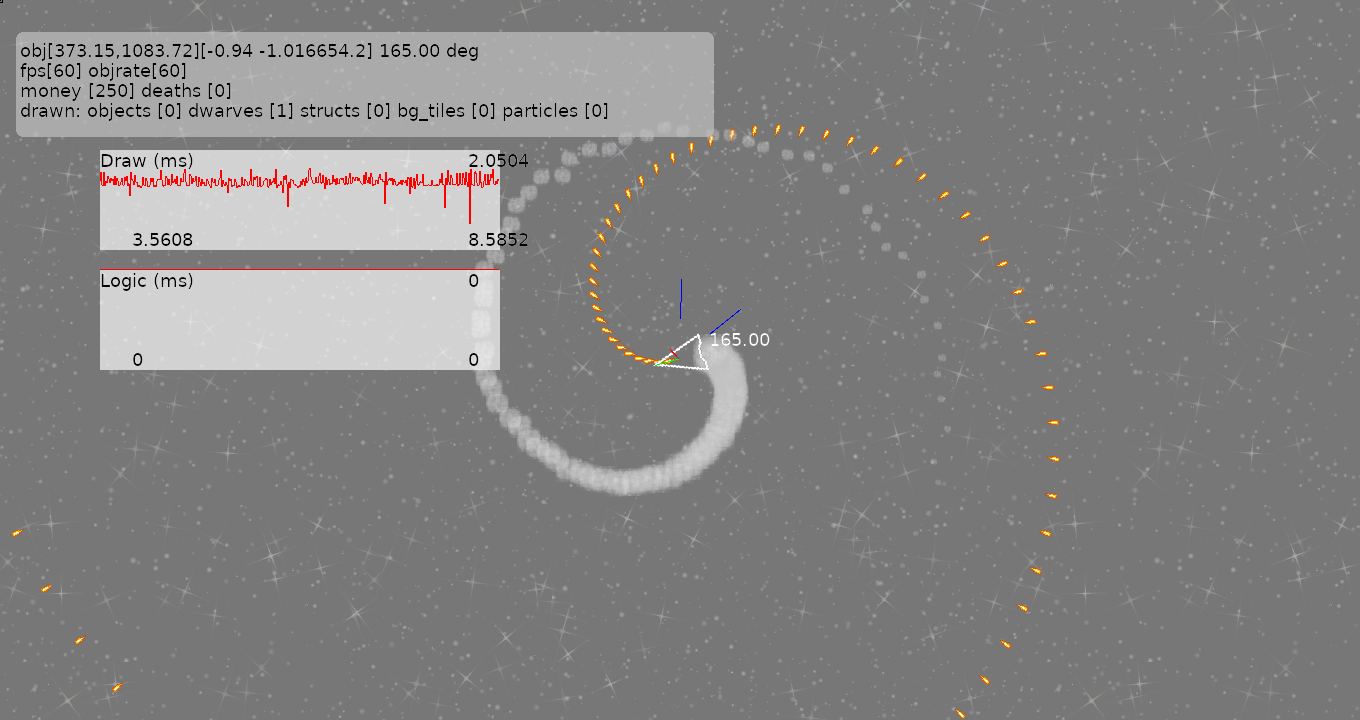 obj[373.15,1083.72][-0.94 -1.016654.2] 165.00 deg
fps[60] objrate[60]
money [250] deaths [0]
drawn: objects [0] dwarves [1] structs [0] bg_tiles [0] particles [0]
Draw (ms) 2.0504
3.5608 8.5852
Logic (ms) 0
0 0
165.00